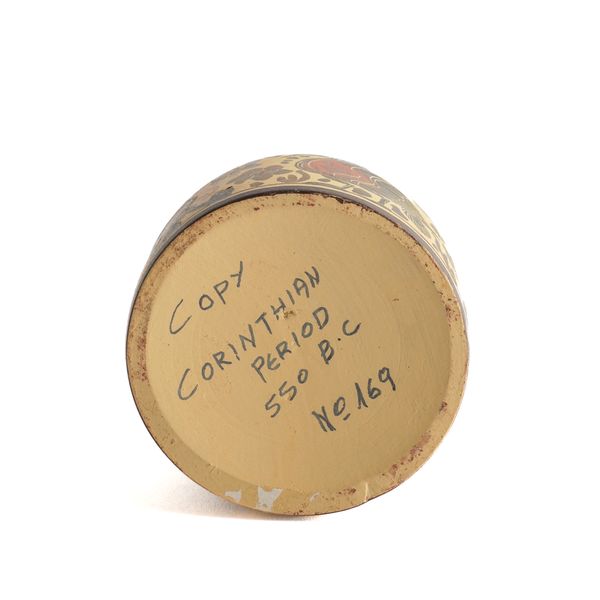 COPY
CORINTHIAN
PERIOD
550 B.C
No 169